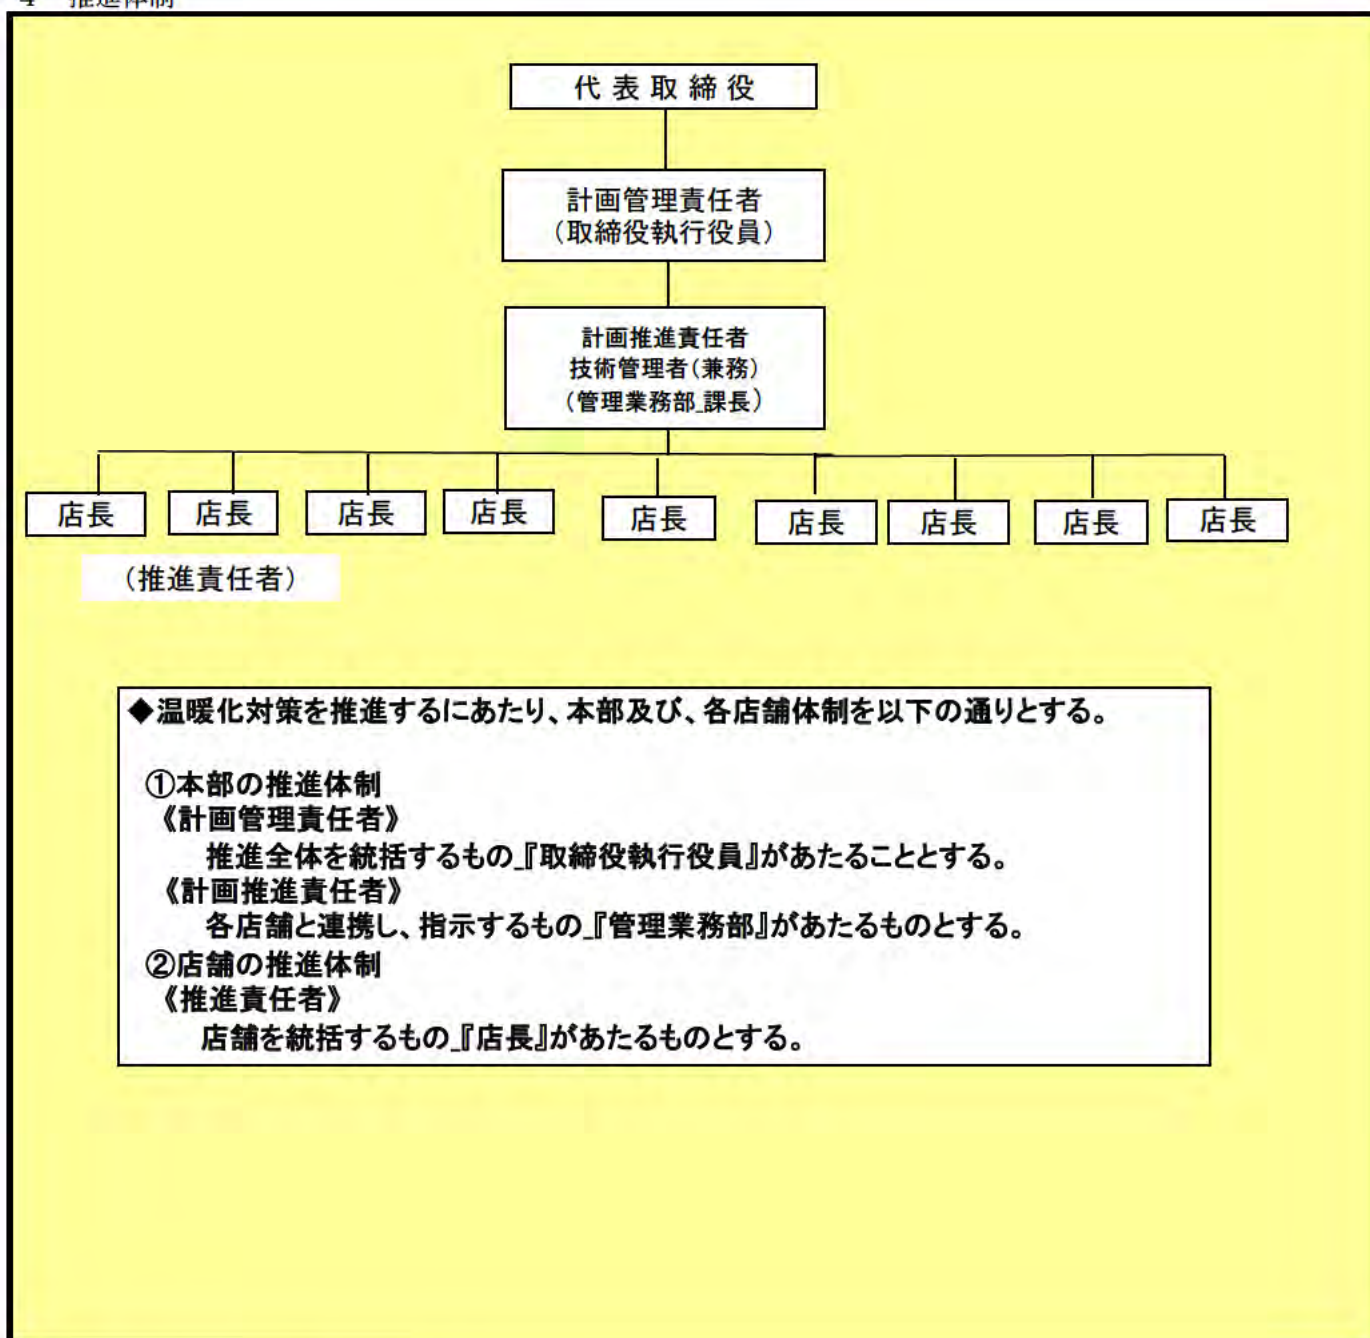 4 推進体制
代表取締役
計画管理責任者
（取締役執行役員）
計画推進責任者
技術管理者（兼務）
（管理業務部_課長）
店長 店長 店長 店長 店長 店長 店長 店長 店長
（推進責任者）
◆温暖化対策を推進するにあたり、本部及び、各店舗体制を以下の通りとする。
①本部の推進体制
《計画管理責任者》
推進全体を統括するもの_『取締役執行役員』があたることとする。
《計画推進責任者》
各店舗と連携し、指示するもの_『管理業務部』があたるものとする。
②店舗の推進体制
《推進責任者》
店舗を統括するもの_『店長』があたるものとする。